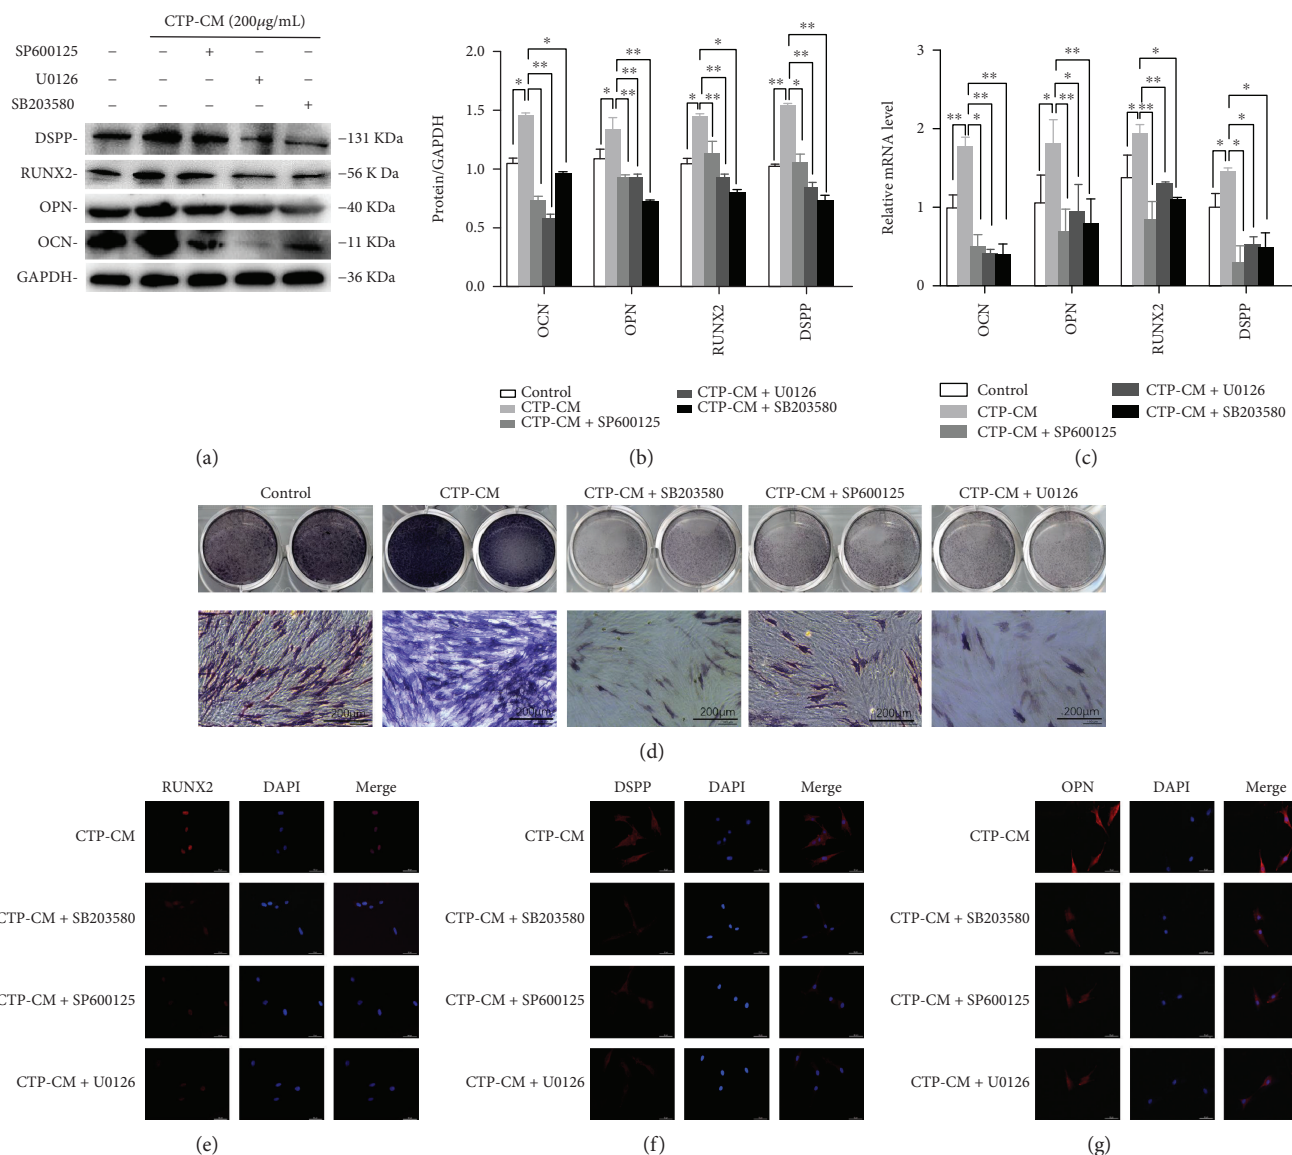 CTP-CM (200µg/mL)
SP600125 – – + – –
U0126 – – – + –
SB203580 – – – – +
DSPP- –131 KDa
RUNX2- –56 K Da
OPN- –40 KDa
OCN- –11 KDa
GAPDH- –36 KDa
(a)
Protein/GAPDH
2.0
1.5
1.0
0.5
0.0
* ** *
* ** ** **
* ** ** *
** * ** **
OCN OPN RUNX2 DSPP
Control
CTP-CM
CTP-CM + SP600125
CTP-CM + U0126
CTP-CM + SB203580
(b)
Relative mRNA level
3
2
1
0
** * ** **
* ** * **
*** ** *
* * * *
OCN OPN RUNX2 DSPP
Control
CTP-CM
CTP-CM + SP600125
CTP-CM + U0126
CTP-CM + SB203580
(c)
Control CTP-CM CTP-CM + SB203580 CTP-CM + SP600125 CTP-CM + U0126
200µm 200µm 200µm 200µm 200µm
(d)
RUNX2 DAPI Merge
CTP-CM
CTP-CM + SB203580
CTP-CM + SP600125
CTP-CM + U0126
(e)
DSPP DAPI Merge
CTP-CM
CTP-CM + SB203580
CTP-CM + SP600125
CTP-CM + U0126
(f)
OPN DAPI Merge
CTP-CM
CTP-CM + SB203580
CTP-CM + SP600125
CTP-CM + U0126
(g)